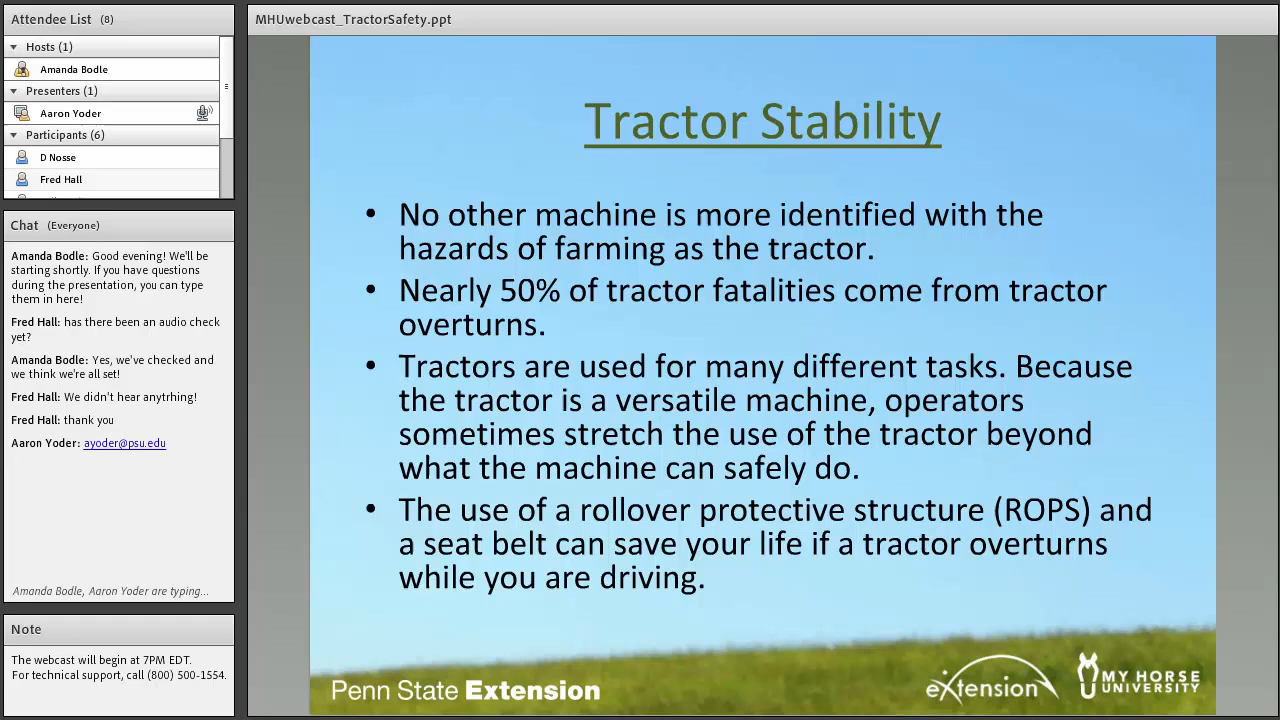 Attendee List (8)
Hosts (1)
Amanda Bodle
Presenters (1)
Aaron Yoder
Participants (6)
D Nosse
Fred Hall
Chat (Everyone)
Amanda Bodle: Good evening! We'll be
starting shortly. If you have questions
during the presentation, you can type
them in here!
Fred Hall: has there been an audio check
yet?
Amanda Bodle: Yes, we've checked and
we think we're all set!
Fred Hall: We didn't hear anytrhing!
Fred Hall: thank you
Aaron Yoder: ayoder@psu.edu
Amanda Bodle, Aaron Yoder are typing...
Note
The webcast will begin at 7PM EDT.
For technical support, call (800) 500-1554.
MHUwebcast_TractorSafety.ppt
Tractor Stability
• No other machine is more identified with the
hazards of farming as the tractor.
• Nearly 50% of tractor fatalities come from tractor
overturns.
• Tractors are used for many different tasks. Because
the tractor is a versatile machine, operators
sometimes stretch the use of the tractor beyond
what the machine can safely do.
• The use of a rollover protective structure (ROPS) and
a seat belt can save your life if a tractor overturns
while you are driving.
Penn State Extension
eXtension
MY HORSE
UNIVERSITY